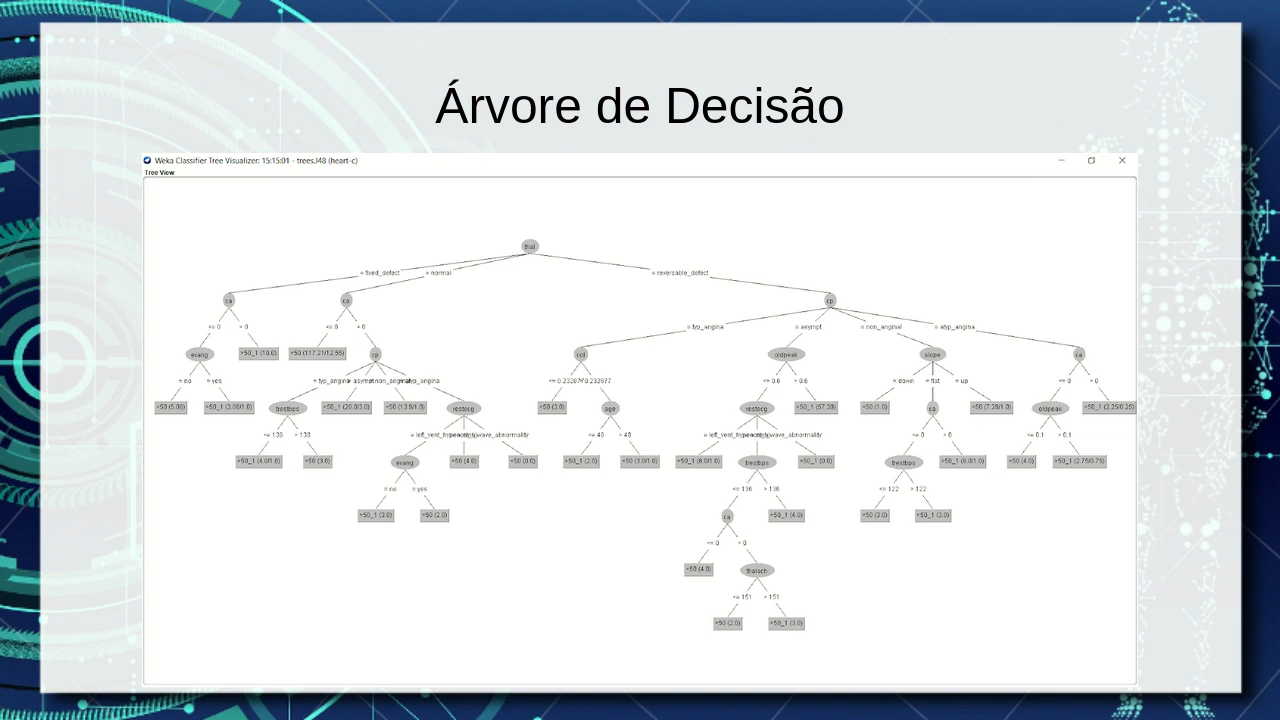 Árvore de Decisão
Weka Classifier Tree Visualizer: 15:15:01 - trees.J48 (heart-c)
Tree View
thal
= fixed_defect = normal = reversable_defect
ca ca cp
<= 0 > 0 <= 0 > 0 = typ_angina = asympt = non_anginal = atyp_angina
exang >50_1 (10.0) <50 (117.21/12.55) cp col oldpeak slope ca
= no = yes = typ_angina <= 0.232877 > 0.232877 <= 0.6 > 0.6 = down = flat = up <= 0 > 0
<50 (5.06) >50_1 (3.06/1.0) trestbps >50_1 (20.0/3.0) restecg <50 (3.0) age restecg >50_1 (57.39) <50 (1.0) ca >50_1 (7.39/1.0) oldpeak >50_1 (2.25/0.25)
<= 138 > 138 <= 48 > 48 <= 0 > 0 <= 0.1 > 0.1
>50_1 (4.0/1.0) <50 (3.0) exang <50 (4.0) <50 (0.0) >50_1 (2.0) <50 (3.0/1.0) >50_1 (8.0/1.0) trestbps >50_1 (0.0) trestbps >50_1 (8.0/1.0) <50 (4.0) >50_1 (2.75/0.75)
= no = yes <= 136 > 136 <= 122 > 122
>50_1 (3.0) <50 (2.0) ca >50_1 (4.0) <50 (3.0) >50_1 (2.0)
<= 0 > 0
<50 (4.0) thalach
<= 151 > 151
<50 (2.0) >50_1 (3.0)